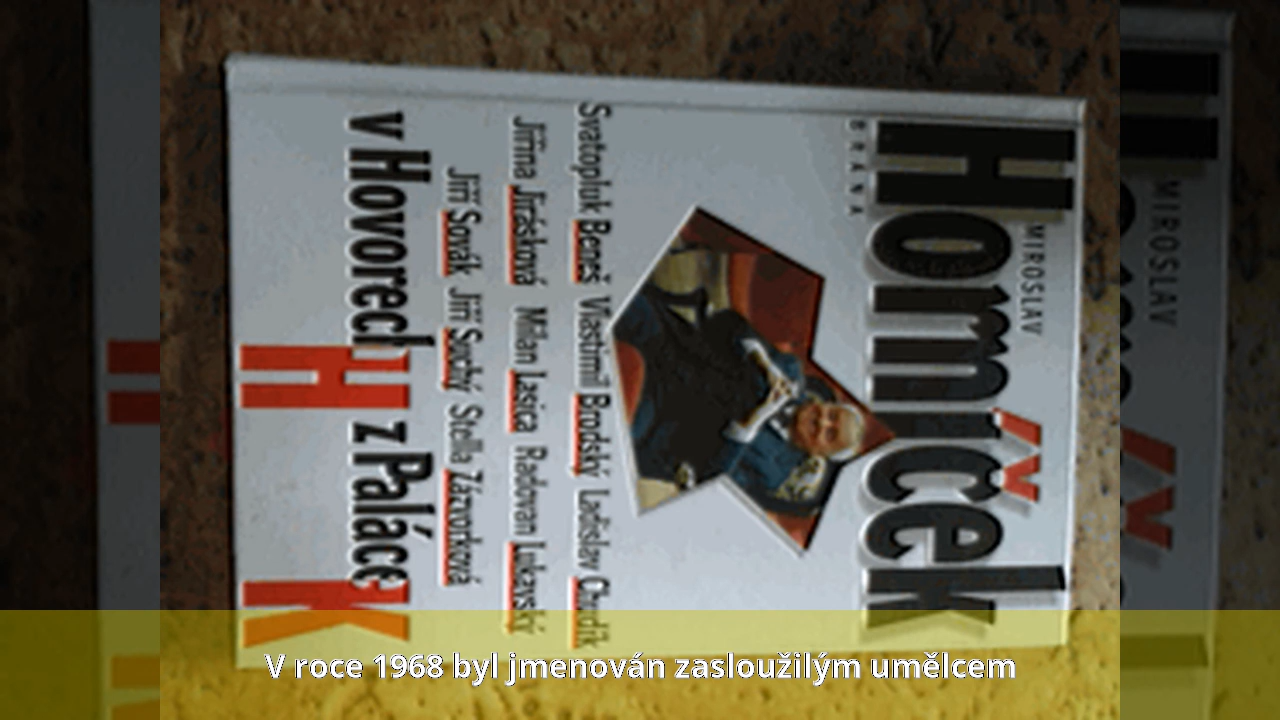 MIROSLAV
Horníček
BRÁNA
Svatopluk Beneš Vlastimil Brodský Ladislav Chudík
Jiřina Jirásková Milan Lasica Radovan Lukavský
Jiří Sovák Jiří Suchý Stella Zázvorková
v Hovorech H z Paláce K
V roce 1968 byl jmenován zasloužilým umělcem